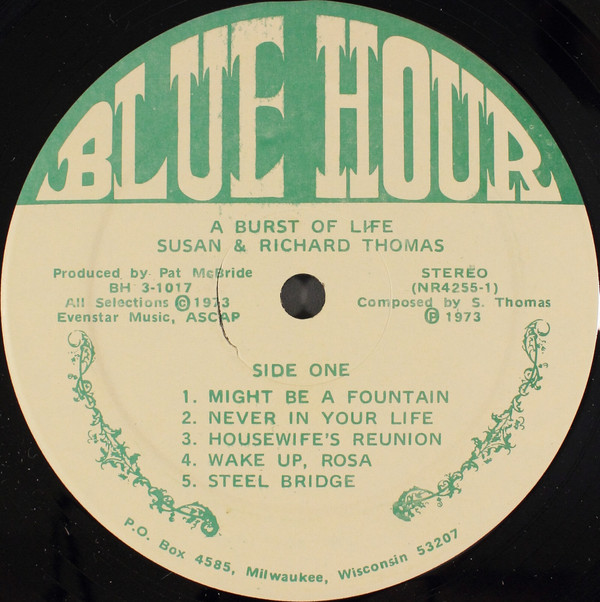 BLUE HOUR
A BURST OF LIFE
SUSAN & RICHARD THOMAS
Produced by Pat McBride
BH 3-1017
All Selections ©1973
Evenstar Music, ASCAP
STEREO
(NR4255-1)
Composed by S. Thomas
℗ 1973
SIDE ONE
1. MIGHT BE A FOUNTAIN
2. NEVER IN YOUR LIFE
3. HOUSEWIFE'S REUNION
4. WAKE UP, ROSA
5. STEEL BRIDGE
P.O. Box 4585, Milwaukee, Wisconsin 53207